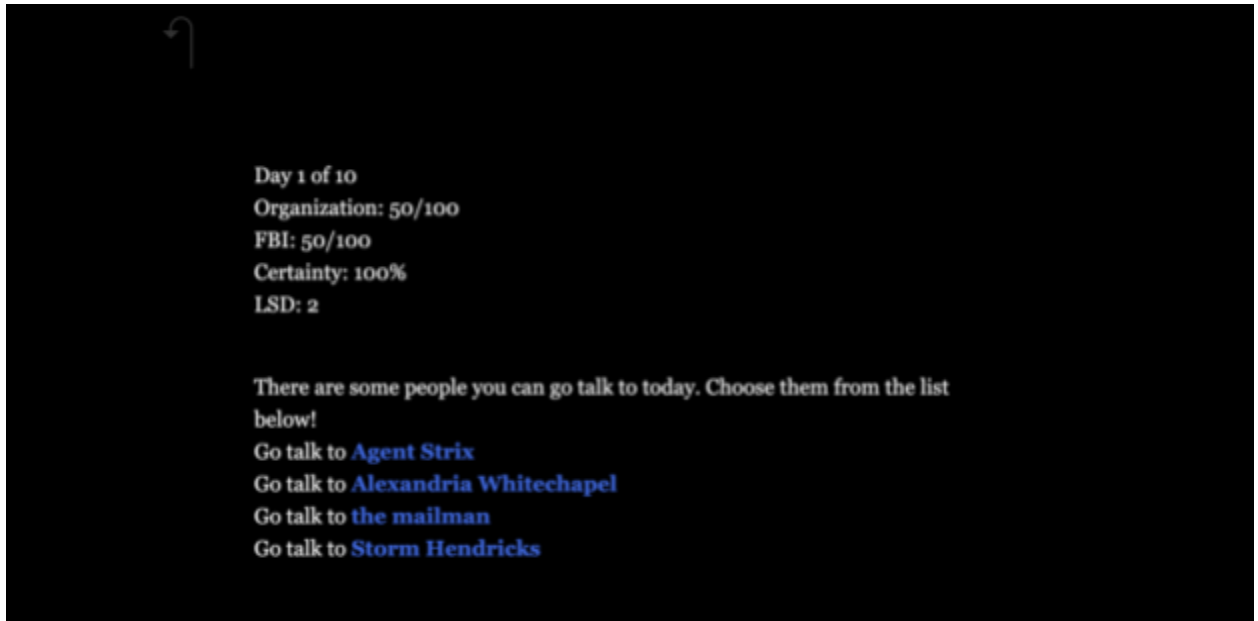 Day 1 of 10
Organization: 50/100
FBI: 50/100
Certainty: 100%
LSD: 2
There are some people you can go talk to today. Choose them from the list
below!
Go talk to Agent Strix
Go talk to Alexandria Whitechapel
Go talk to the mailman
Go talk to Storm Hendricks